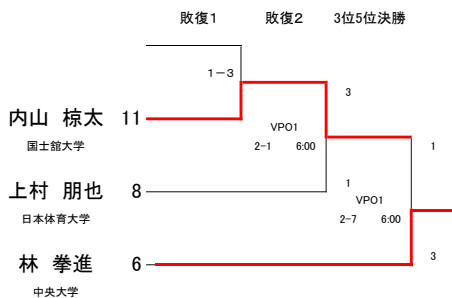 敗復1 敗復2 3位5位決勝
1－3
3
内山 椋太 11
国士舘大学
VPO1
2-1 6:00
1
上村 朋也 8
1
日本体育大学
VPO1
2-7 6:00
林 拳進 6
3
中央大学